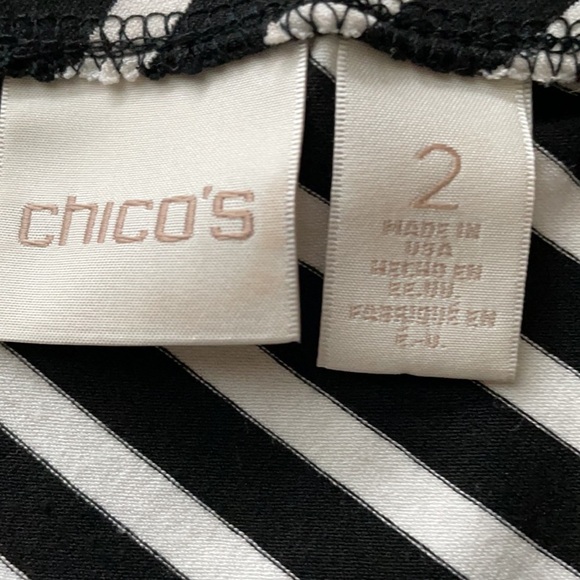 chico's
2
MADE IN
USA
HECHO EN
EE.UU.
FABRIQUÉ EN
É.-U.